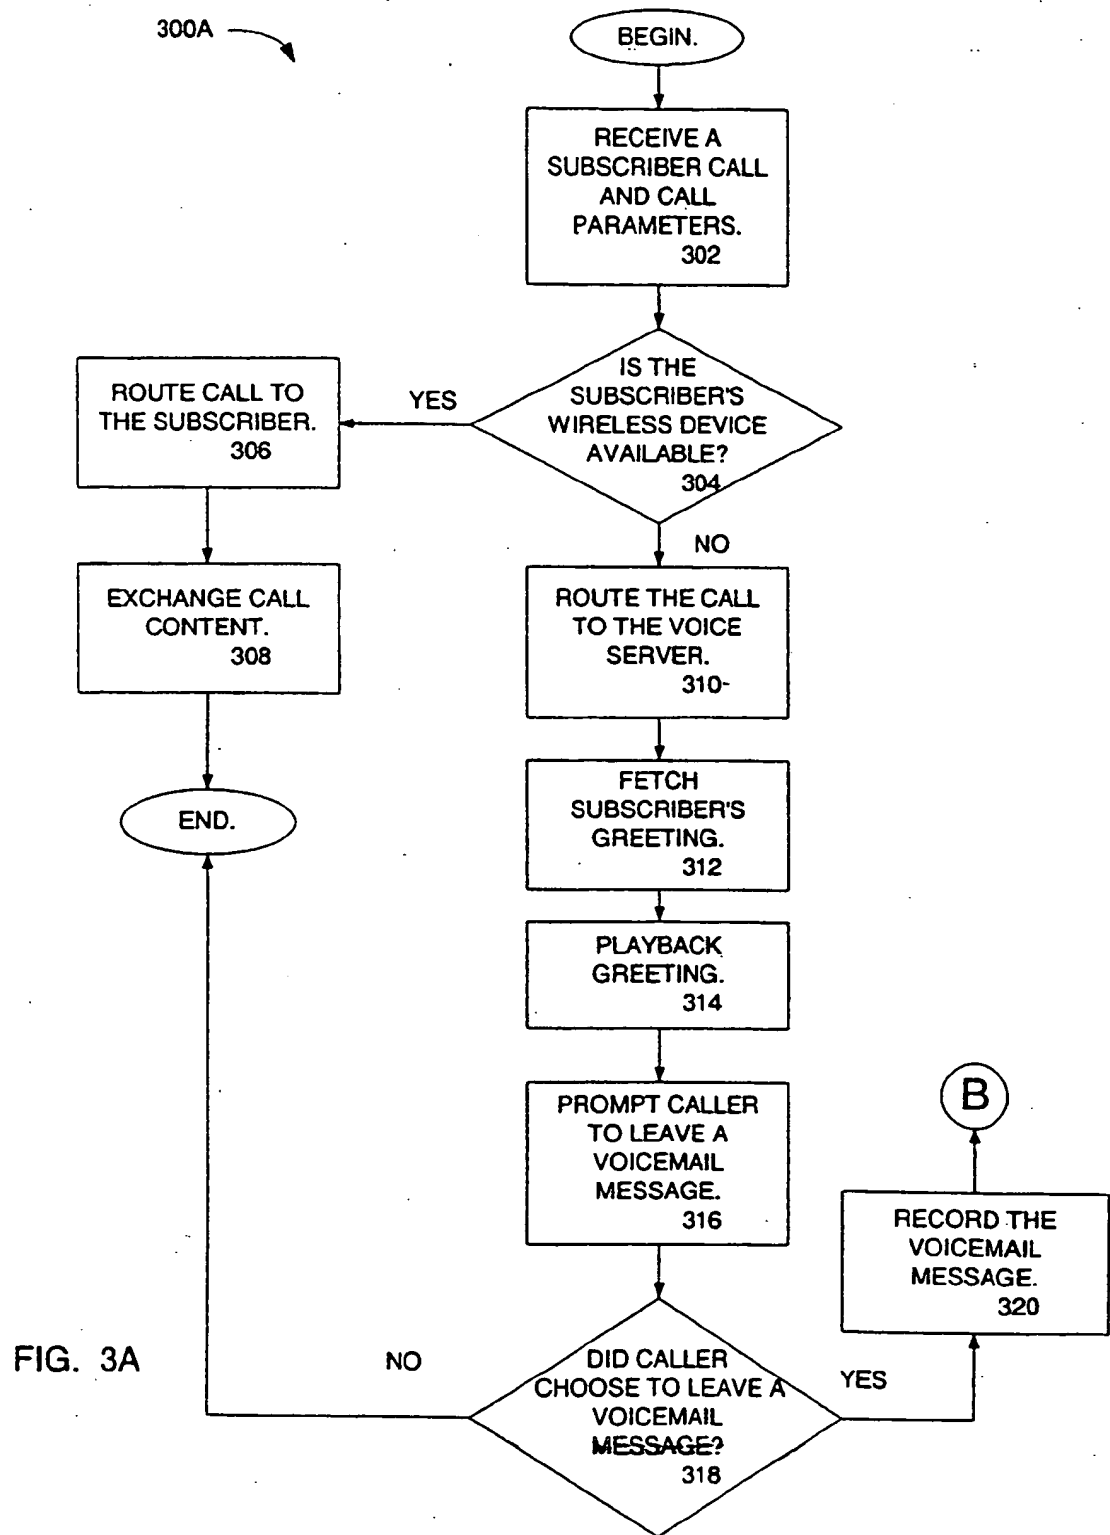 300A
BEGIN.
RECEIVE A
SUBSCRIBER CALL
AND CALL
PARAMETERS.
302
IS THE
SUBSCRIBER'S
WIRELESS DEVICE
AVAILABLE?
304
YES
ROUTE CALL TO
THE SUBSCRIBER.
306
EXCHANGE CALL
CONTENT.
308
END.
NO
ROUTE THE CALL
TO THE VOICE
SERVER.
310
FETCH
SUBSCRIBER'S
GREETING.
312
PLAYBACK
GREETING.
314
PROMPT CALLER
TO LEAVE A
VOICEMAIL
MESSAGE.
316
DID CALLER
CHOOSE TO LEAVE A
VOICEMAIL
MESSAGE?
318
NO
YES
RECORD THE
VOICEMAIL
MESSAGE.
320
B
FIG. 3A